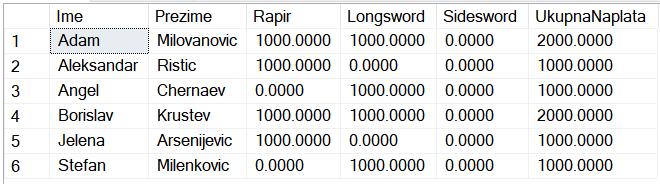 Ime Prezime Rapir Longsword Sidesword UkupnaNaplata
1 Adam Milovanovic 1000.0000 1000.0000 0.0000 2000.0000
2 Aleksandar Ristic 1000.0000 0.0000 0.0000 1000.0000
3 Angel Chernaev 0.0000 1000.0000 0.0000 1000.0000
4 Borislav Krustev 1000.0000 1000.0000 0.0000 2000.0000
5 Jelena Arsenijevic 1000.0000 0.0000 0.0000 1000.0000
6 Stefan Milenkovic 0.0000 1000.0000 0.0000 1000.0000